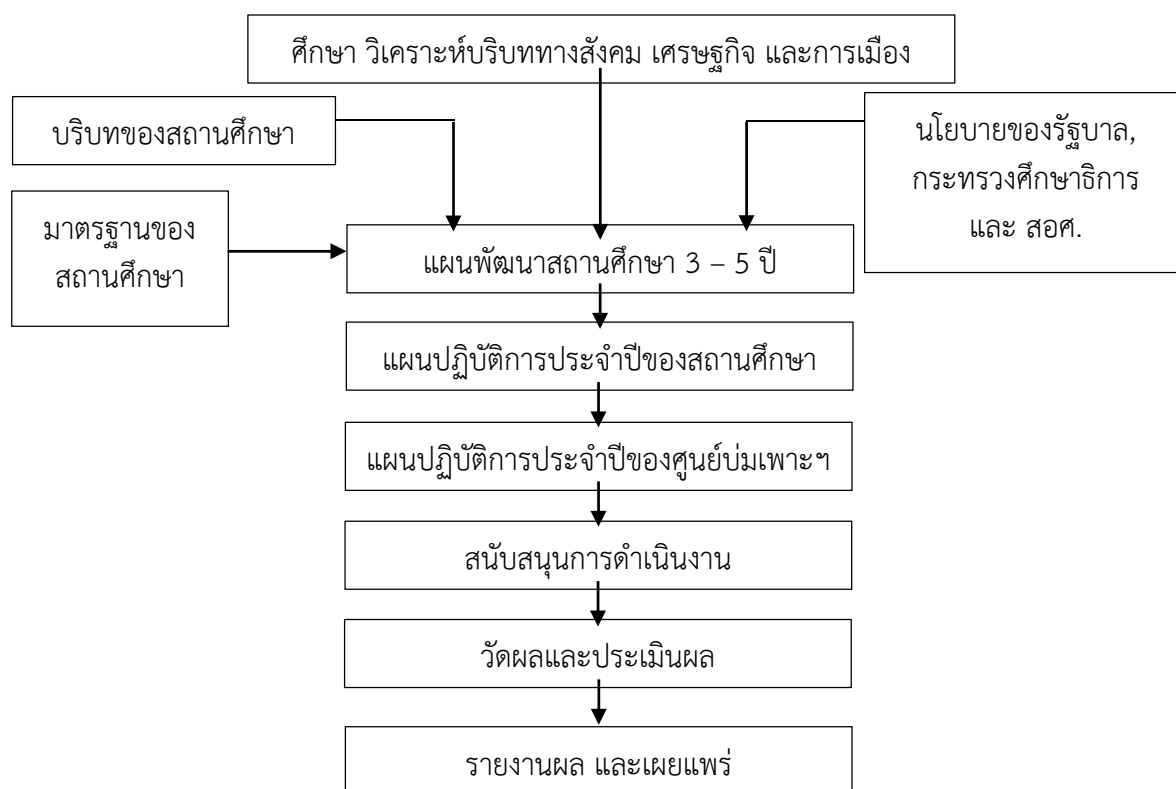 ศึกษา วิเคราะห์บริบททางสังคม เศรษฐกิจ และการเมือง
บริบทของสถานศึกษา
นโยบายของรัฐบาล,
กระทรวงศึกษาธิการ
และ สอศ.
มาตรฐานของ
สถานศึกษา
แผนพัฒนาสถานศึกษา 3 – 5 ปี
แผนปฏิบัติการประจำปีของสถานศึกษา
แผนปฏิบัติการประจำปีของศูนย์บ่มเพาะฯ
สนับสนุนการดำเนินงาน
วัดผลและประเมินผล
รายงานผล และเผยแพร่